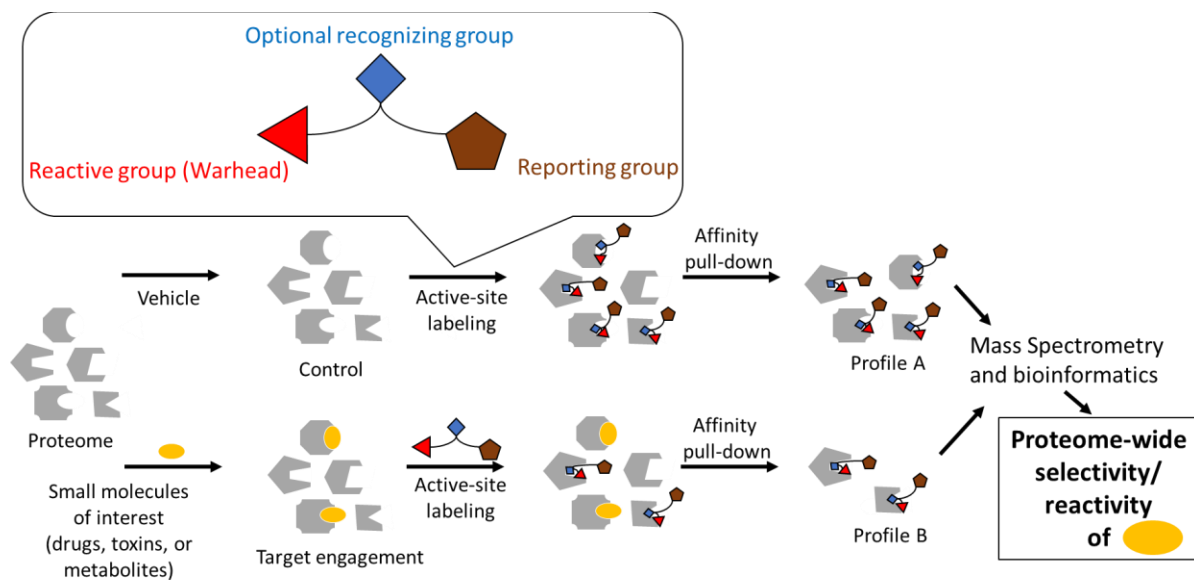 Optional recognizing group
Reactive group (Warhead)
Reporting group
Vehicle
Control
Active-site
labeling
Affinity
pull-down
Profile A
Mass Spectrometry
and bioinformatics
Proteome
Small molecules
of interest
(drugs, toxins, or
metabolites)
Target engagement
Active-site
labeling
Affinity
pull-down
Profile B
Proteome-wide
selectivity/
reactivity
of